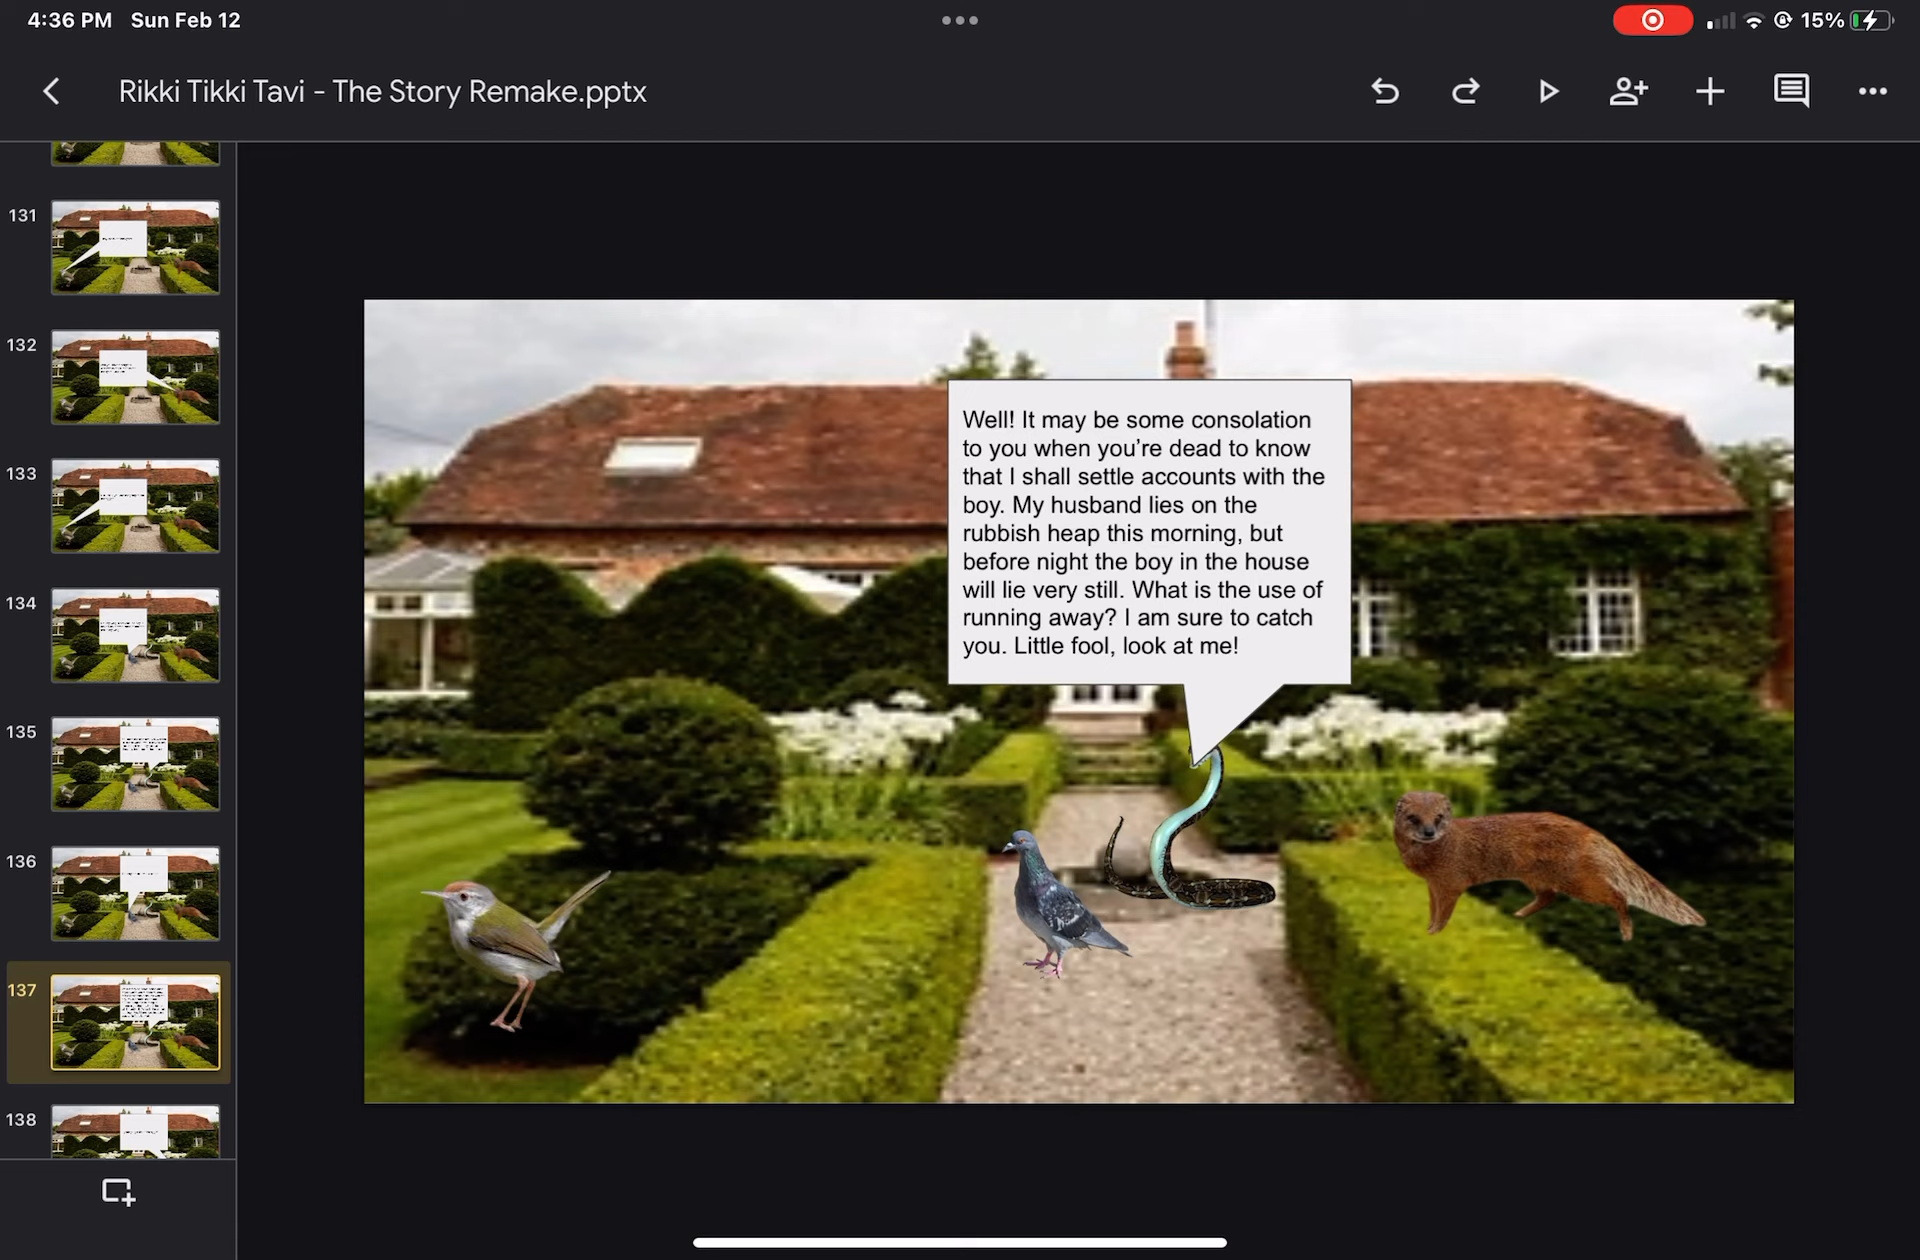 4:36 PM Sun Feb 12
15%
Rikki Tikki Tavi - The Story Remake.pptx
131
132
133
134
135
136
137
138
Well! It may be some consolation
to you when you’re dead to know
that I shall settle accounts with the
boy. My husband lies on the
rubbish heap this morning, but
before night the boy in the house
will lie very still. What is the use of
running away? I am sure to catch
you. Little fool, look at me!